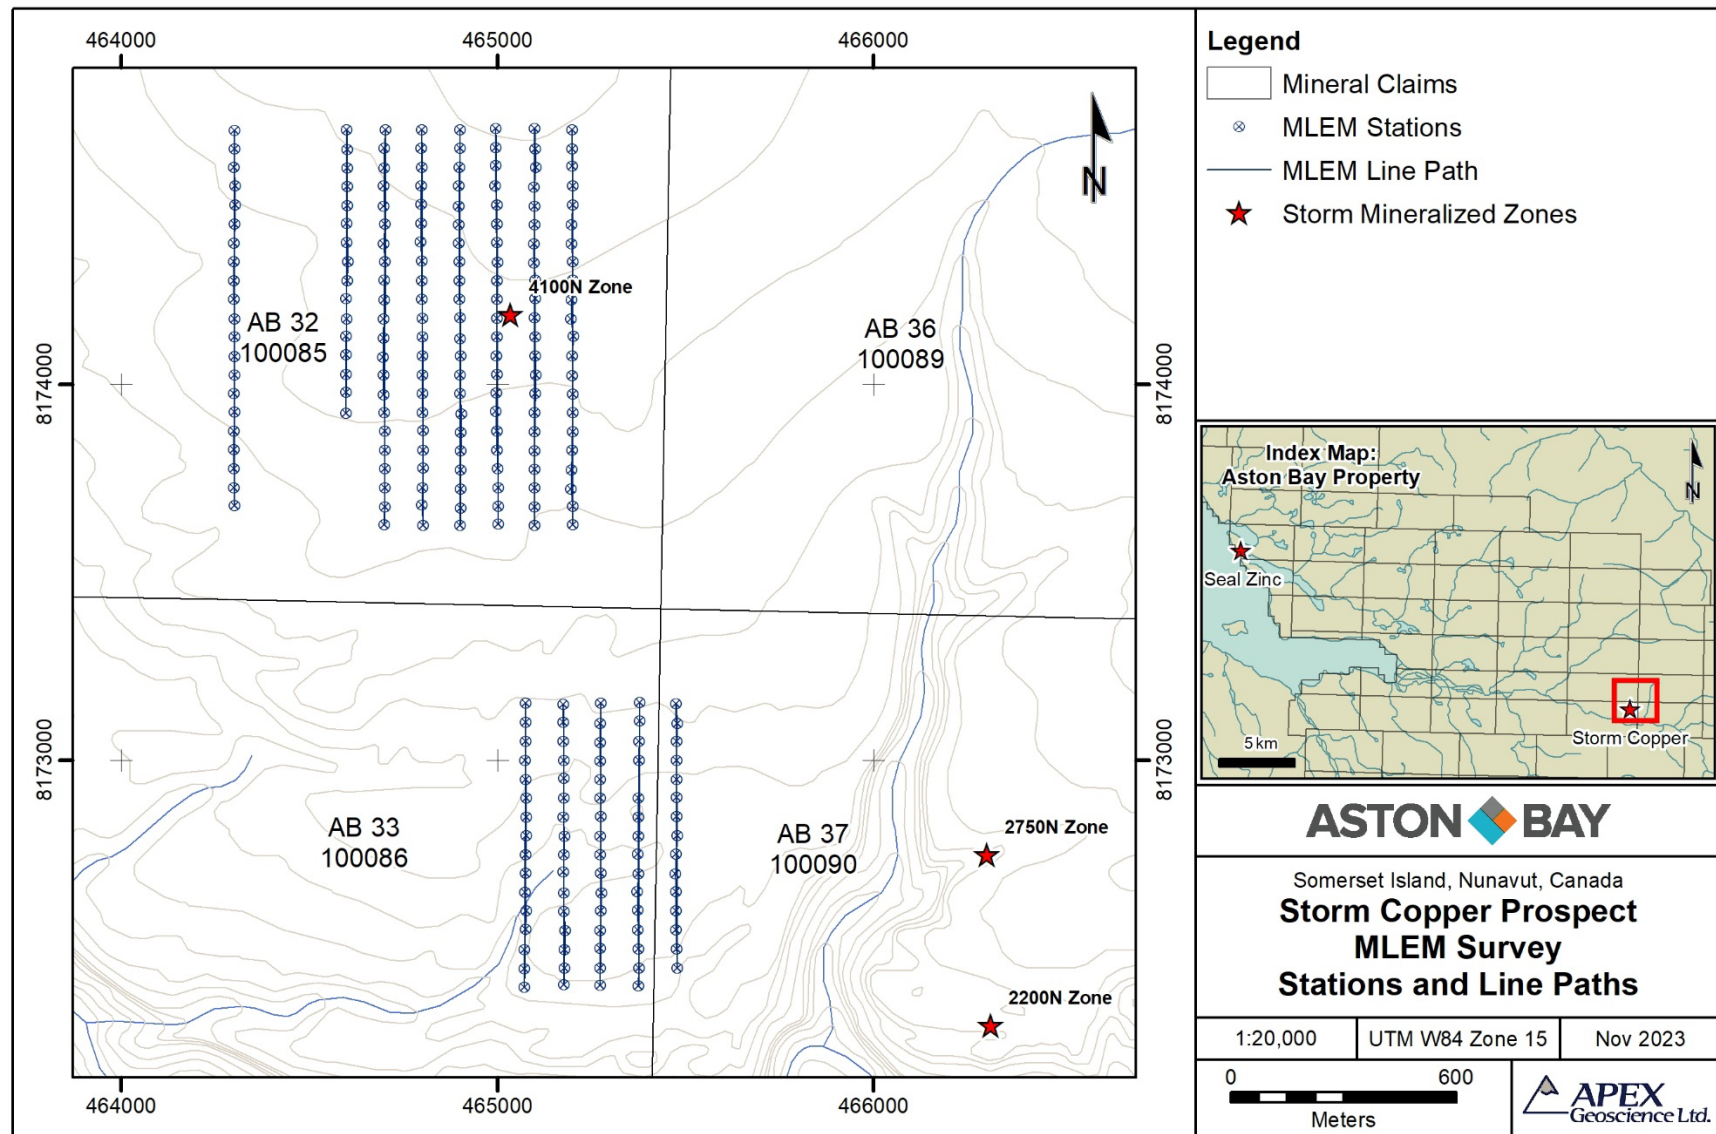 464000
465000
466000
N
4100N Zone
AB 32
100085
AB 36
100089
8174000
8174000
8173000
8173000
AB 33
100086
AB 37
100090
2750N Zone
2200N Zone
464000
465000
466000
Legend
Mineral Claims
MLEM Stations
MLEM Line Path
Storm Mineralized Zones
Index Map:
Aston Bay Property
N
Seal Zinc
Storm Copper
5 km
ASTON BAY
Somerset Island, Nunavut, Canada
Storm Copper Prospect
MLEM Survey
Stations and Line Paths
1:20,000
UTM W84 Zone 15
Nov 2023
0
600
Meters
APEX
Geoscience Ltd.